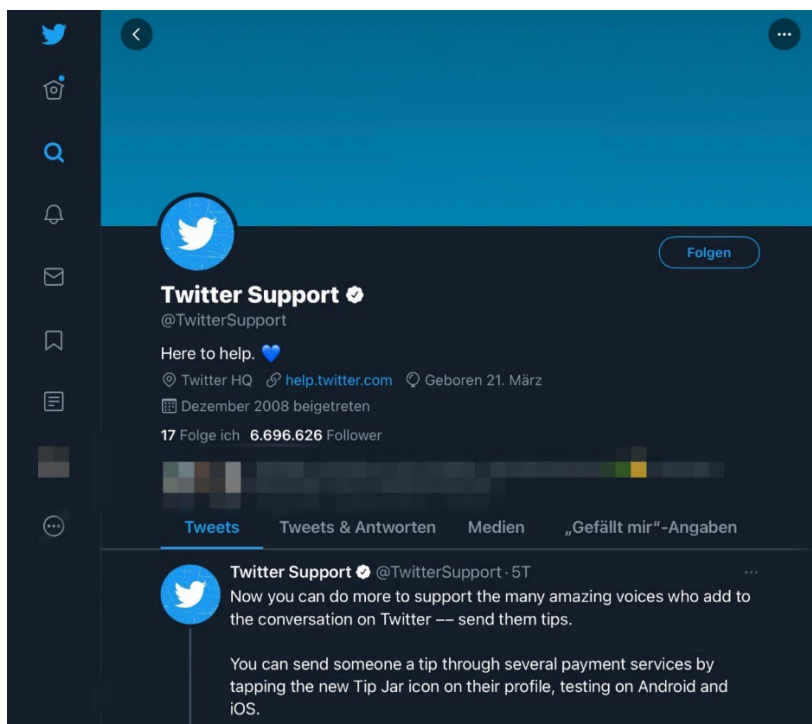 Folgen
Twitter Support
@TwitterSupport
Here to help. 💙
Twitter HQ help.twitter.com Geboren 21. März
Dezember 2008 beigetreten
17 Folge ich 6.696.626 Follower
Tweets Tweets & Antworten Medien „Gefällt mir“-Angaben
Twitter Support @TwitterSupport · 5T
Now you can do more to support the many amazing voices who add to
the conversation on Twitter –– send them tips.
You can send someone a tip through several payment services by
tapping the new Tip Jar icon on their profile, testing on Android and
iOS.